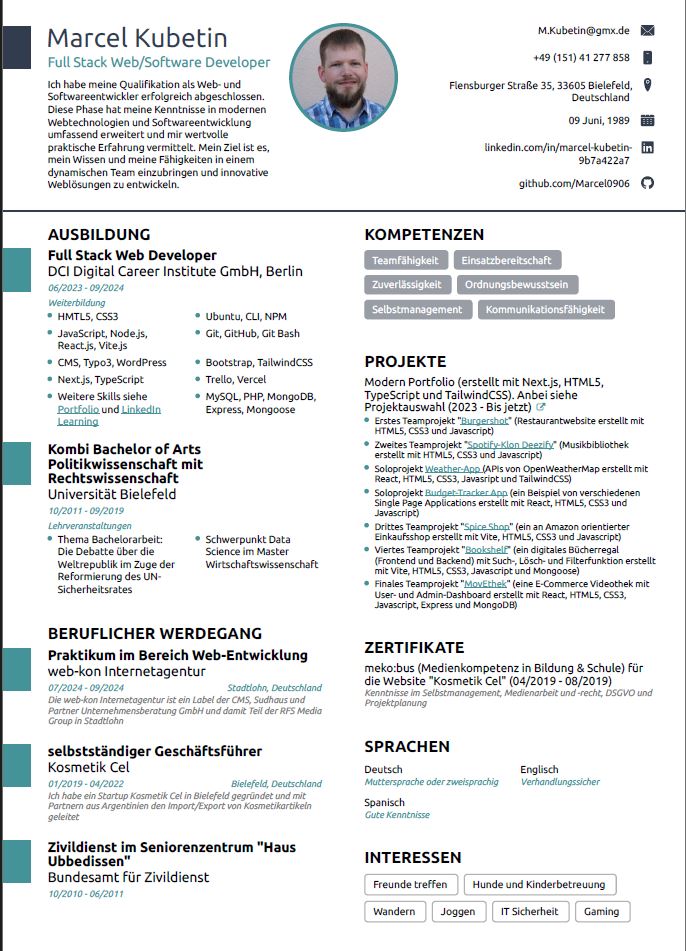 Marcel Kubetin
Full Stack Web/Software Developer
Ich habe meine Qualifikation als Web- und
Softwareentwickler erfolgreich abgeschlossen.
Diese Phase hat meine Kenntnisse in modernen
Webtechnologien und Softwareentwicklung
umfassend erweitert und mir wertvolle
praktische Erfahrung vermittelt. Mein Ziel ist es,
mein Wissen und meine Fähigkeiten in einem
dynamischen Team einzubringen und innovative
Weblösungen zu entwickeln.
M.Kubetin@gmx.de
+49 (151) 41 277 858
Flensburger Straße 35, 33605 Bielefeld,
Deutschland
09 Juni, 1989
linkedin.com/in/marcel-kubetin-
9b7a422a7
github.com/Marcel0906
AUSBILDUNG
Full Stack Web Developer
DCI Digital Career Institute GmbH, Berlin
06/2023 - 09/2024
Weiterbildung
HMTL5, CSS3
Ubuntu, CLI, NPM
JavaScript, Node.js,
React.js, Vite.js
Git, GitHub, Git Bash
CMS, Typo3, WordPress
Bootstrap, TailwindCSS
Next.js, TypeScript
Trello, Vercel
Weitere Skills siehe
Portfolio und LinkedIn
Learning
MySQL, PHP, MongoDB,
Express, Mongoose
Kombi Bachelor of Arts
Politikwissenschaft mit
Rechtswissenschaft
Universität Bielefeld
10/2011 - 09/2019
Lehrveranstaltungen
Thema Bachelorarbeit:
Die Debatte über die
Weltrepublik im Zuge der
Reformierung des UN-
Sicherheitsrates
Schwerpunkt Data
Science im Master
Wirtschaftswissenschaft
BERUFLICHER WERDEGANG
Praktikum im Bereich Web-Entwicklung
web-kon Internetagentur
07/2024 - 09/2024
Stadtlohn, Deutschland
Die web-kon Internetagentur ist ein Label der CMS, Sudhaus und
Partner Unternehmensberatung GmbH und damit Teil der RFS Media
Group in Stadtlohn
selbstständiger Geschäftsführer
Kosmetik Cel
01/2019 - 04/2022
Bielefeld, Deutschland
Ich habe ein Startup Kosmetik Cel in Bielefeld gegründet und mit
Partnern aus Argentinien den Import/Export von Kosmetikartikeln
geleitet
Zivildienst im Seniorenzentrum "Haus
Ubbedissen"
Bundesamt für Zivildienst
10/2010 - 06/2011
KOMPETENZEN
Teamfähigkeit
Einsatzbereitschaft
Zuverlässigkeit
Ordnungsbewusstsein
Selbstmanagement
Kommunikationsfähigkeit
PROJEKTE
Modern Portfolio (erstellt mit Next.js, HTML5,
TypeScript und TailwindCSS). Anbei siehe
Projektauswahl (2023 - Bis jetzt)
Erstes Teamprojekt "Burgershot" (Restaurantwebsite erstellt mit
HTML5, CSS3 und Javascript)
Zweites Teamprojekt "Spotify-Klon Deezify" (Musikbibliothek
erstellt mit HTML5, CSS3 und Javascript)
Soloprojekt Weather-App (APIs von OpenWeatherMap erstellt mit
React, HTML5, CSS3, Javasript und TailwindCSS)
Soloprojekt Budget-Tracker App (ein Beispiel von verschiedenen
Single Page Applications erstellt mit React, HTML5, CSS3 und
Javascript)
Drittes Teamprojekt "Spice Shop" (ein an Amazon orientierter
Einkaufsshop erstellt mit Vite, HTML5, CSS3 und Javascript)
Viertes Teamprojekt "Bookshelf" (ein digitales Bücherregal
(Frontend und Backend) mit Such-, Lösch- und Filterfunktion erstellt
mit Vite, HTML5, CSS3, Javascript und Mongoose)
Finales Teamprojekt "MovEthek" (eine E-Commerce Videothek mit
User- und Admin-Dashboard erstellt mit React, HTML5, CSS3,
Javascript, Express und MongoDB)
ZERTIFIKATE
meko:bus (Medienkompetenz in Bildung & Schule) für
die Website "Kosmetik Cel" (04/2019 - 08/2019)
Kenntnisse im Selbstmanagement, Medienarbeit und -recht, DSGVO und
Projektplanung
SPRACHEN
Deutsch
Muttersprache oder zweisprachig
Englisch
Verhandlungssicher
Spanisch
Gute Kenntnisse
INTERESSEN
Freunde treffen
Hunde und Kinderbetreuung
Wandern
Joggen
IT Sicherheit
Gaming